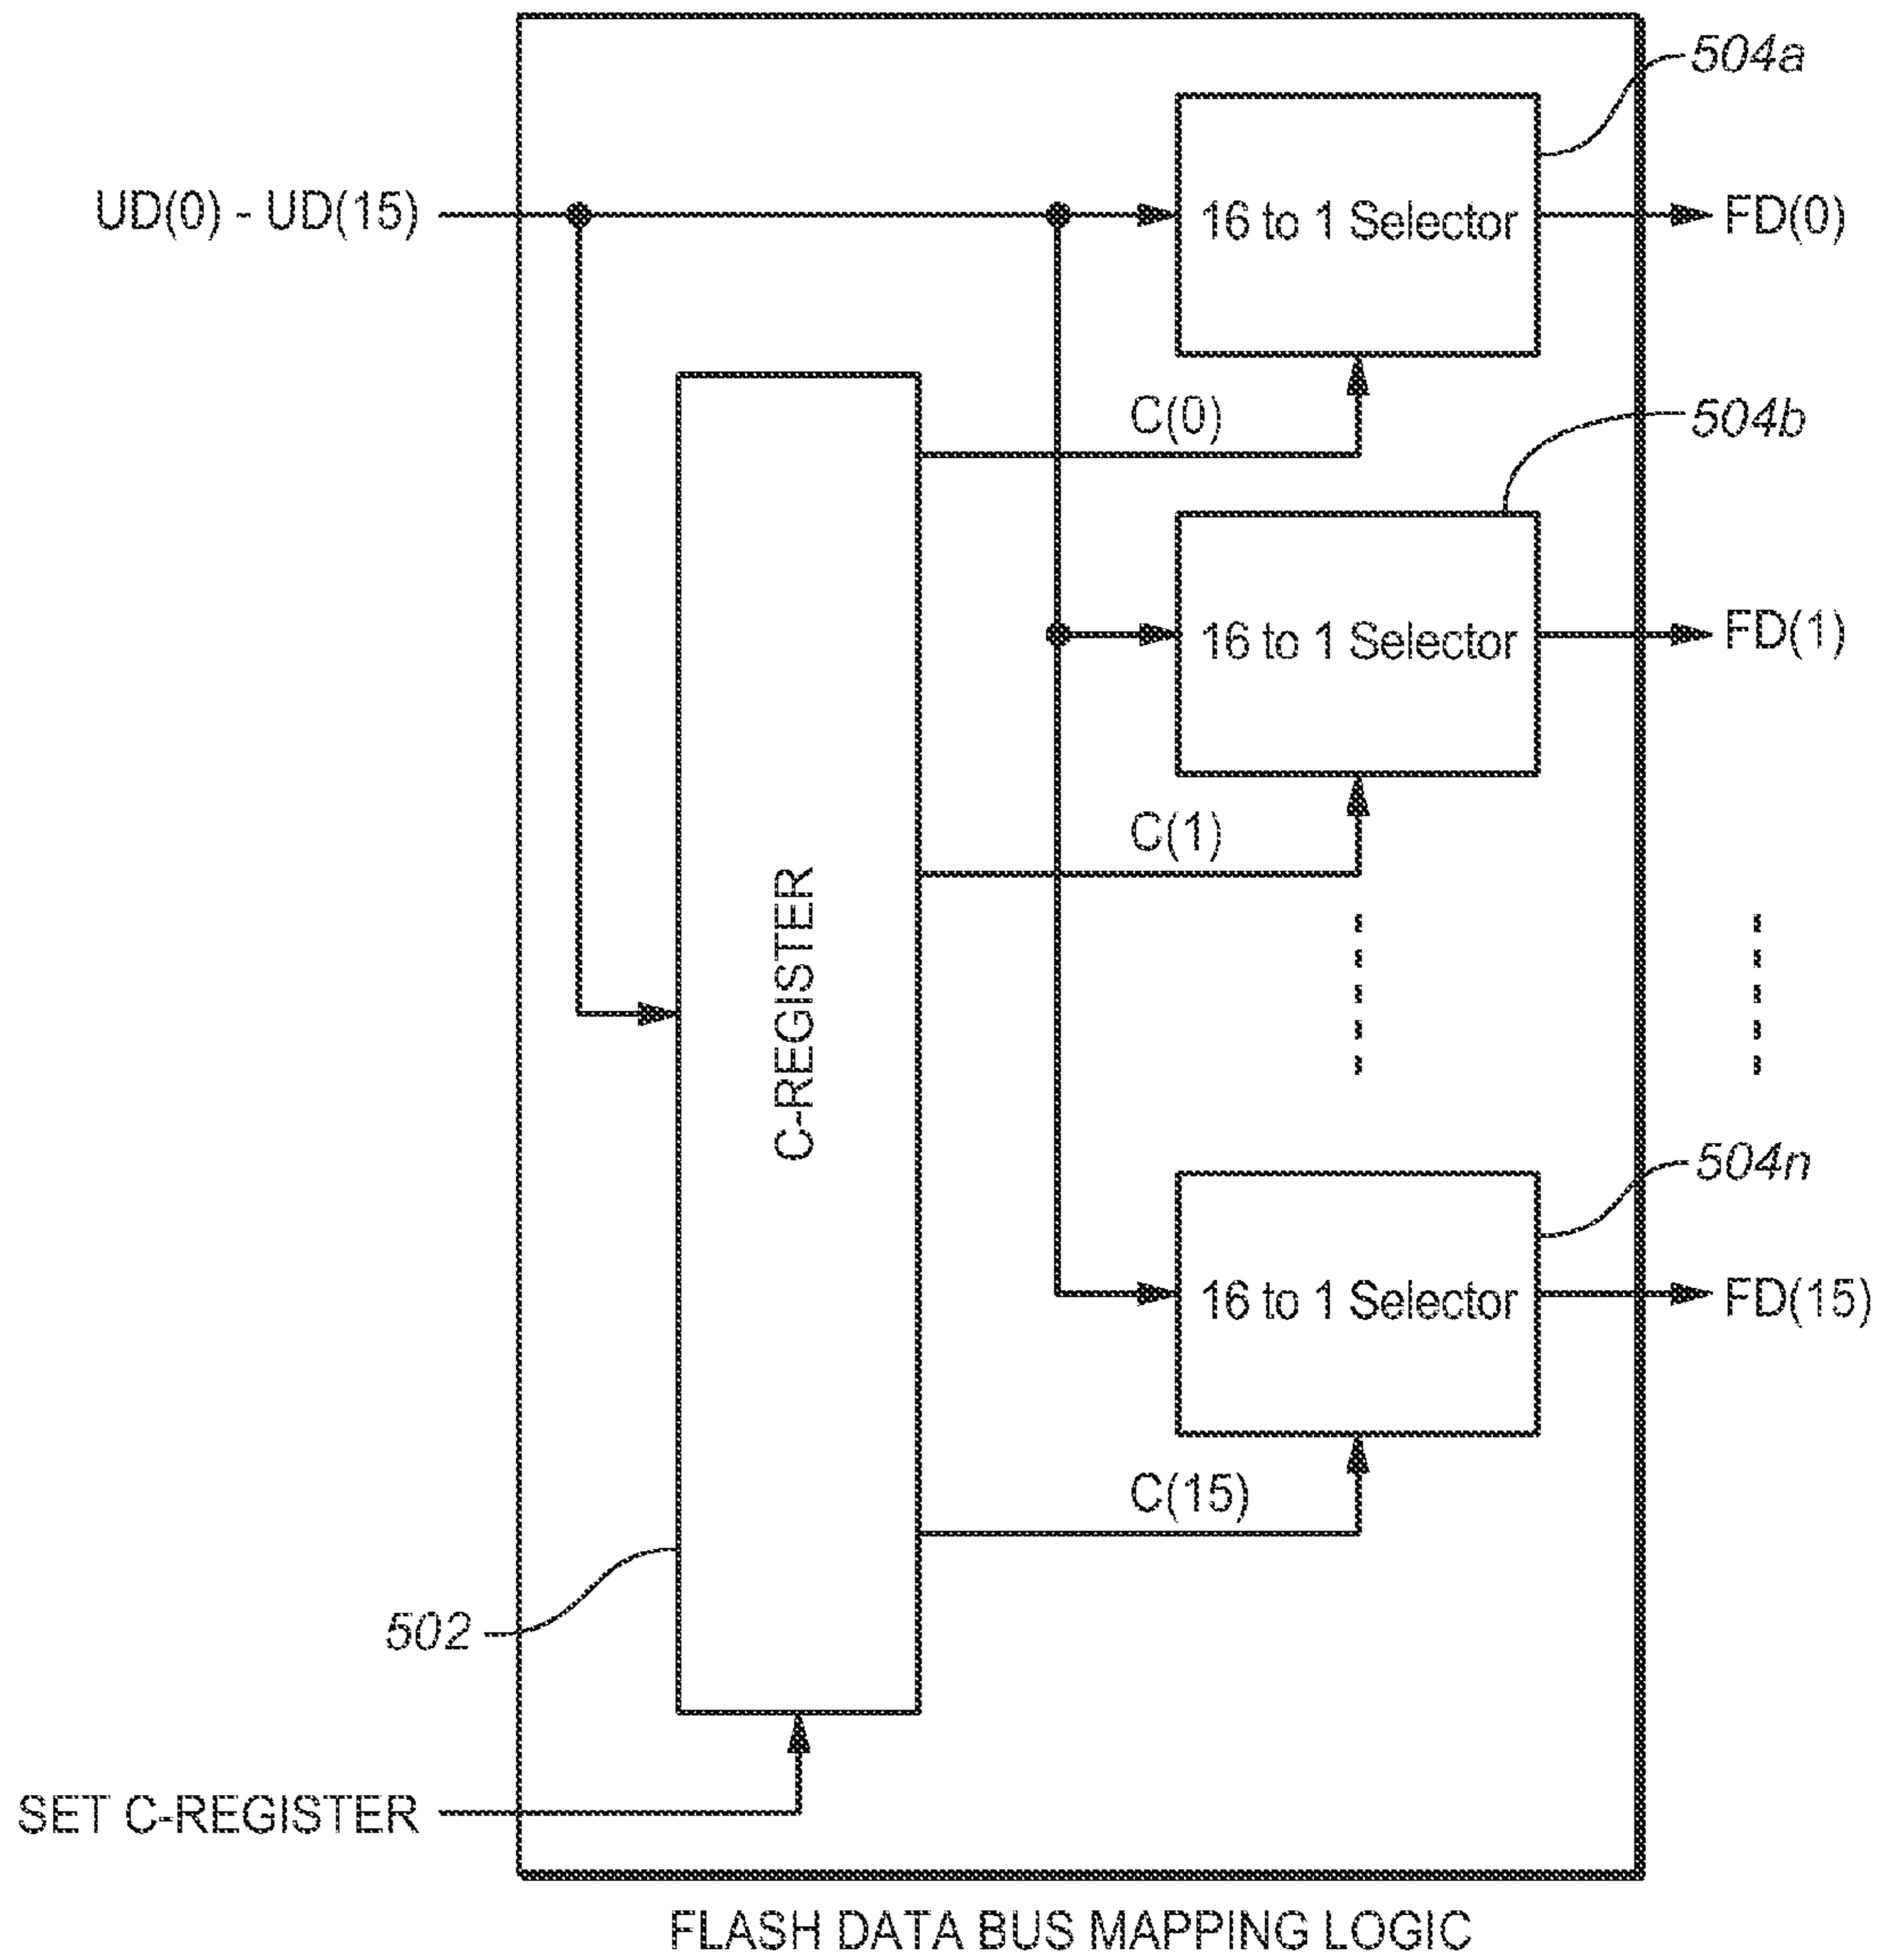 504a
UD(0) - UD(15)
16 to 1 Selector
FD(0)
C(0)
504b
16 to 1 Selector
FD(1)
C(1)
C-REGISTER
504n
16 to 1 Selector
FD(15)
C(15)
502
SET C-REGISTER
FLASH DATA BUS MAPPING LOGIC